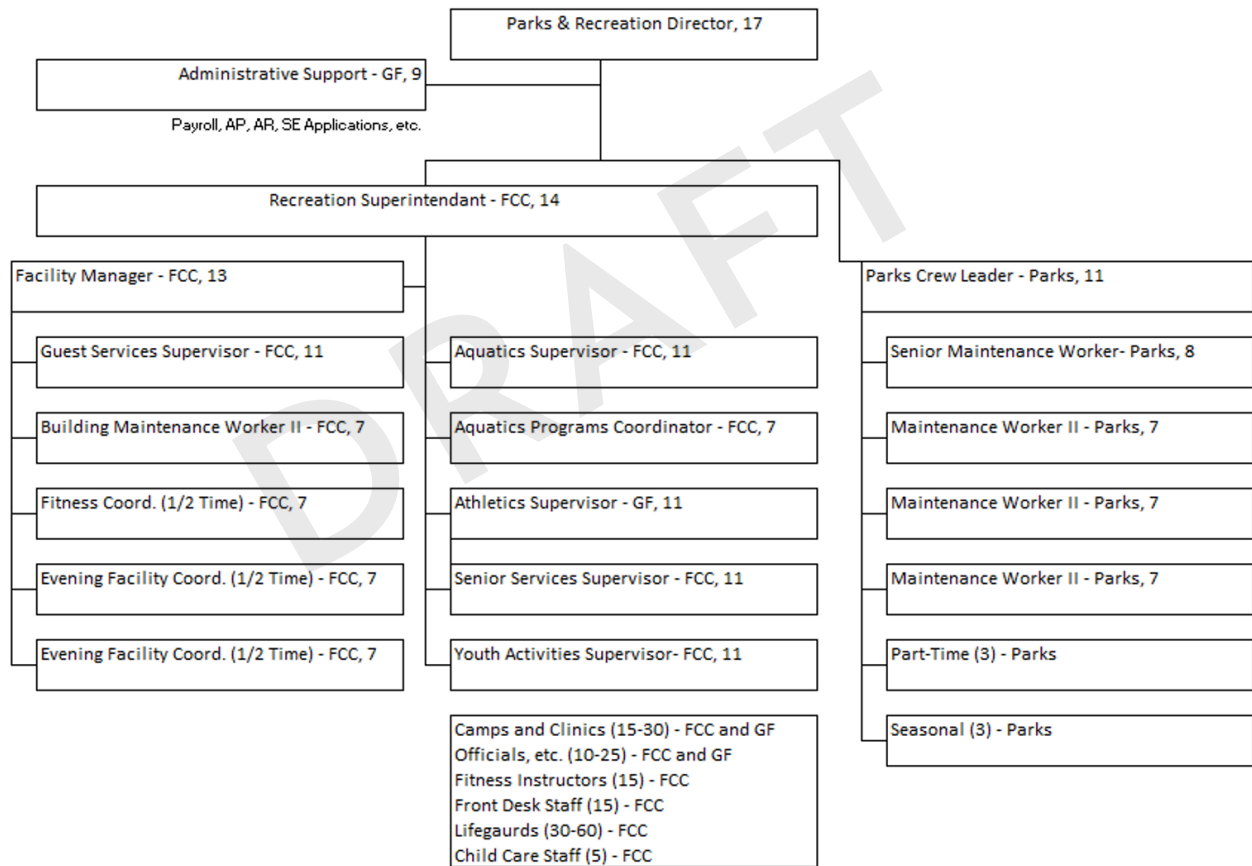 Parks & Recreation Director, 17
Administrative Support - GF, 9
Payroll, AP, AR, SE Applications, etc.
Recreation Superintendant - FCC, 14
Facility Manager - FCC, 13
Guest Services Supervisor - FCC, 11
Building Maintenance Worker II - FCC, 7
Fitness Coord. (1/2 Time) - FCC, 7
Evening Facility Coord. (1/2 Time) - FCC, 7
Evening Facility Coord. (1/2 Time) - FCC, 7
Aquatics Supervisor - FCC, 11
Aquatics Programs Coordinator - FCC, 7
Athletics Supervisor - GF, 11
Senior Services Supervisor - FCC, 11
Youth Activities Supervisor- FCC, 11
Camps and Clinics (15-30) - FCC and GF
Officials, etc. (10-25) - FCC and GF
Fitness Instructors (15) - FCC
Front Desk Staff (15) - FCC
Lifegaurds (30-60) - FCC
Child Care Staff (5) - FCC
Parks Crew Leader - Parks, 11
Senior Maintenance Worker- Parks, 8
Maintenance Worker II - Parks, 7
Maintenance Worker II - Parks, 7
Maintenance Worker II - Parks, 7
Part-Time (3) - Parks
Seasonal (3) - Parks
DRAFT